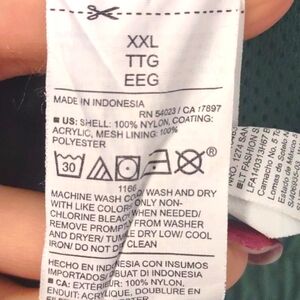 XXL
TTG
EEG
MADE IN INDONESIA
RN 54023 / CA 17897
■ US: SHELL: 100% NYLON, COATING:
ACRYLIC, MESH LINING: 100%
POLYESTER
30
®
1166
MACHINE WASH COLD WASH AND DRY
WITH LIKE COLORS ONLY NON-
CHLORINE BLEACH WHEN NEEDED/
REMOVE PROMPTLY FROM WASHER
AND DRYER/ TUMBLE DRY LOW/ COOL
IRON/ DO NOT DRY CLEAN
HECHO EN INDONESIA CON INSUMOS
IMPORTADOS/ DIBUAT DI INDONESIA
■ CA: EXTÉRIEUR: 100% NYLON,
ENDUIT: ACRYLIQUE, DOUBLURE EN